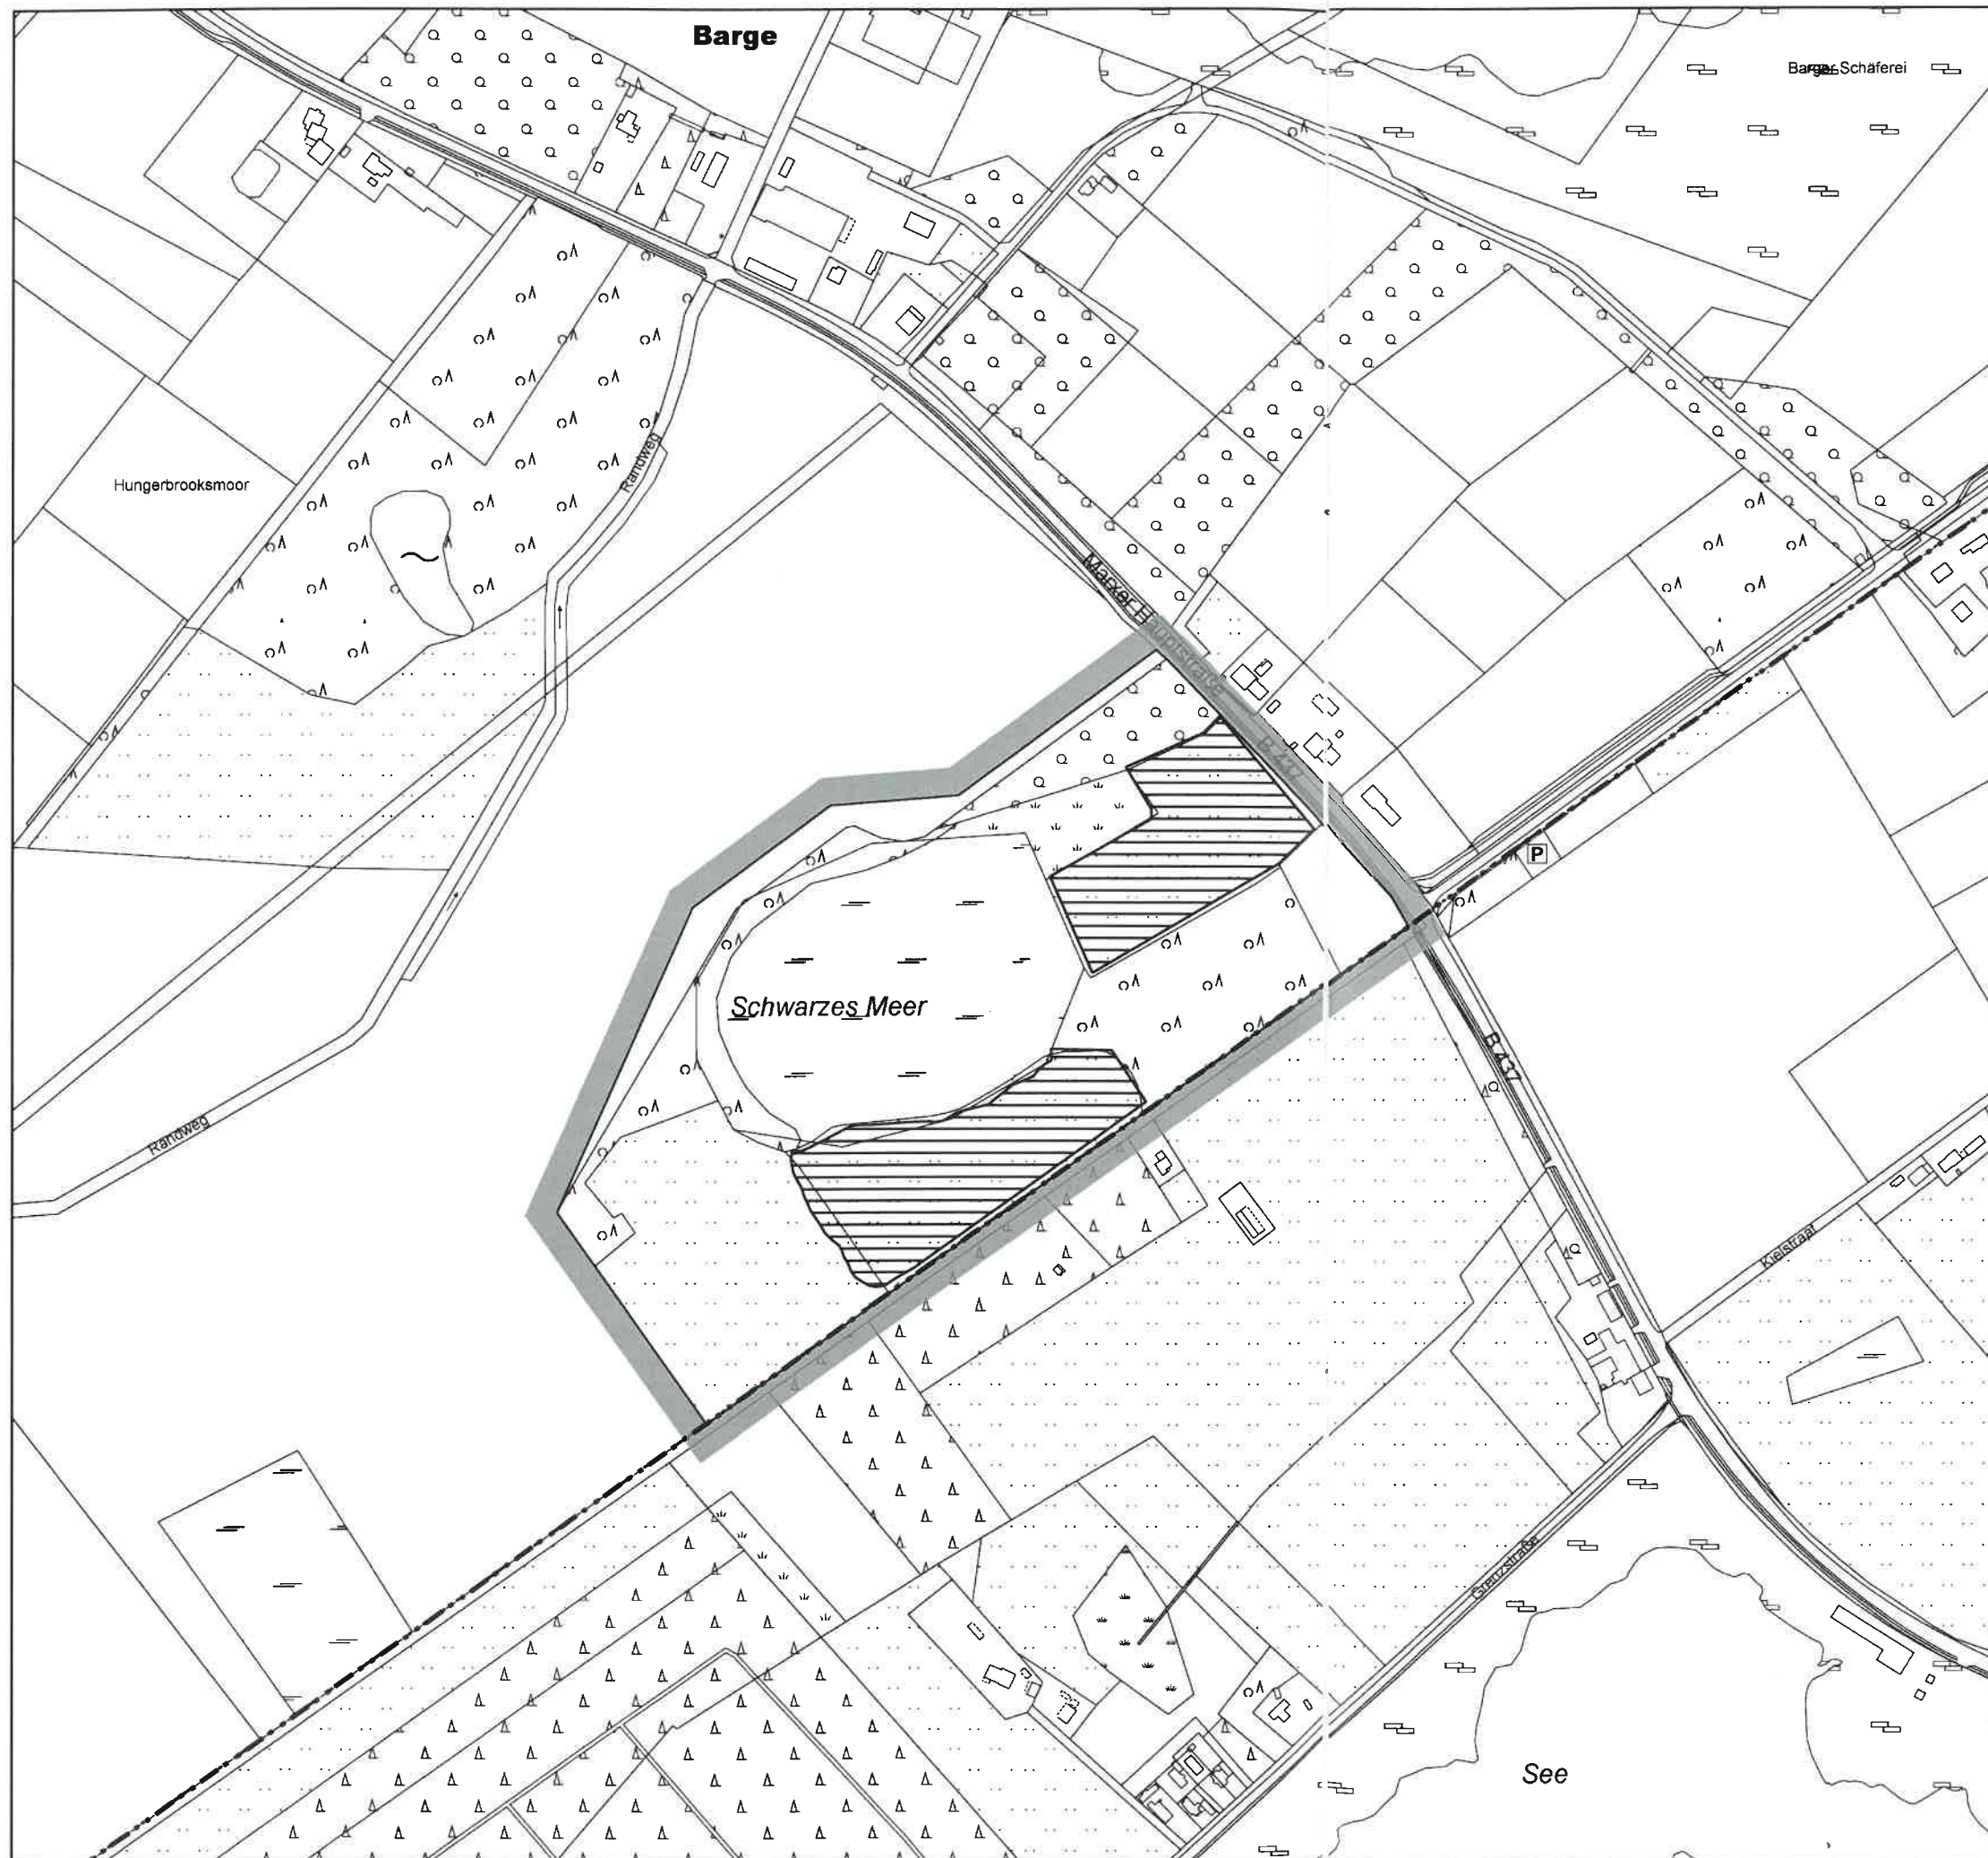 Barge
Barger Schäferei
Hungerbrooksmoor
Randweg
Marxer Hauptstraße
B 437
P
Schwarzes Meer
B 437
Randweg
Kielstraat
Grenzstraße
See